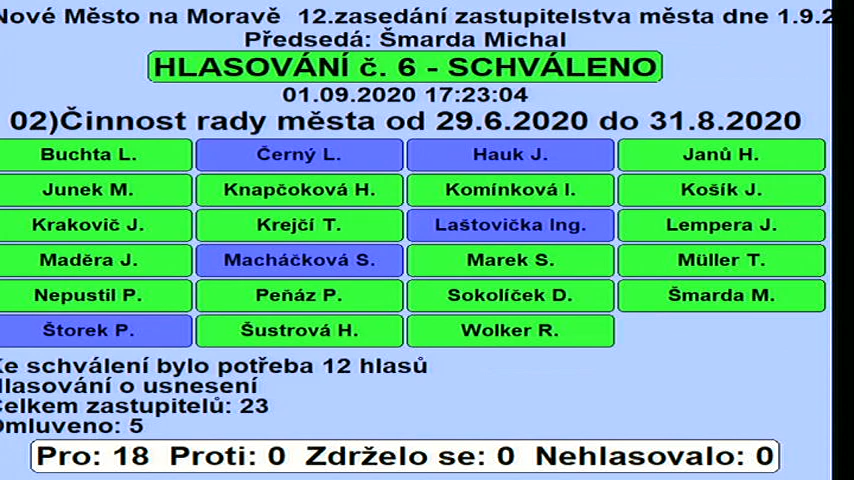 Nové Město na Moravě 12.zasedání zastupitelstva města dne 1.9.2
Předsedá: Šmarda Michal
HLASOVÁNÍ č. 6 - SCHVÁLENO
01.09.2020 17:23:04
02)Činnost rady města od 29.6.2020 do 31.8.2020
Buchta L. Černý L. Hauk J. Janů H.
Junek M. Knapčoková H. Komínková I. Košík J.
Krakovič J. Krejčí T. Laštovička Ing. Lempera J.
Maděra J. Macháčková S. Marek S. Müller T.
Nepustil P. Peňáz P. Sokolíček D. Šmarda M.
Štorek P. Šustrová H. Wolker R.
Ke schválení bylo potřeba 12 hlasů
Hlasování o usnesení
Celkem zastupitelů: 23
Omluveno: 5
Pro: 18 Proti: 0 Zdrželo se: 0 Nehlasovalo: 0